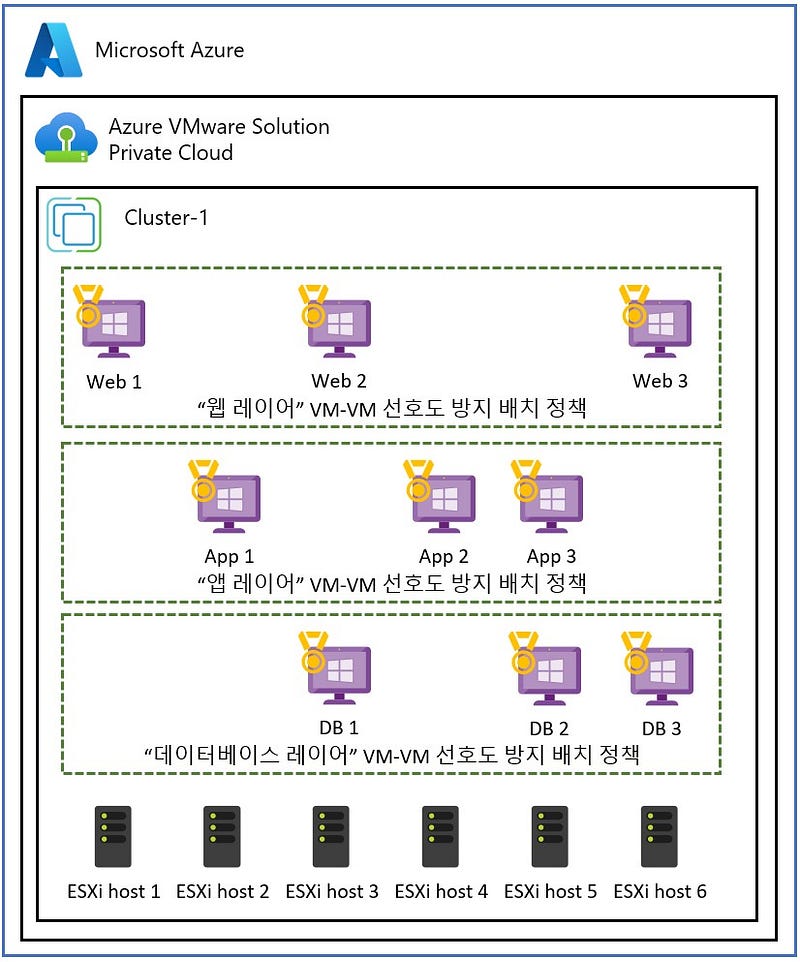 Microsoft Azure
Azure VMware Solution
Private Cloud
Cluster-1
Web 1 Web 2 Web 3
“웹 레이어” VM-VM 선호도 방지 배치 정책
App 1 App 2 App 3
“앱 레이어” VM-VM 선호도 방지 배치 정책
DB 1 DB 2 DB 3
“데이터베이스 레이어” VM-VM 선호도 방지 배치 정책
ESXi host 1 ESXi host 2 ESXi host 3 ESXi host 4 ESXi host 5 ESXi host 6